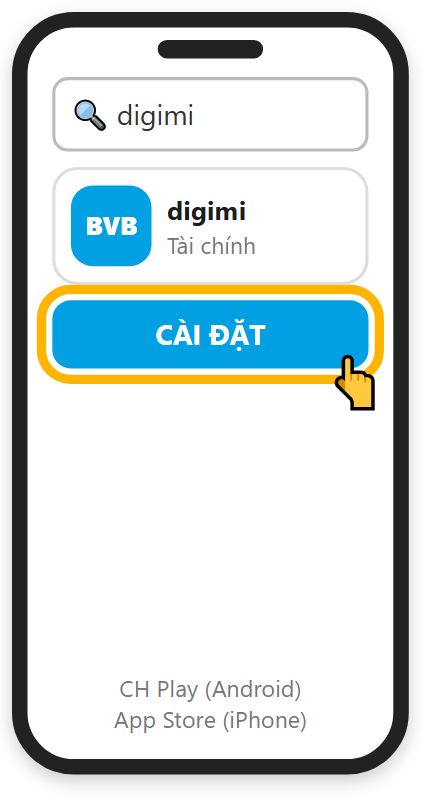 digimi
BVB
digimi
Tài chính
CÀI ĐẶT
CH Play (Android)
App Store (iPhone)